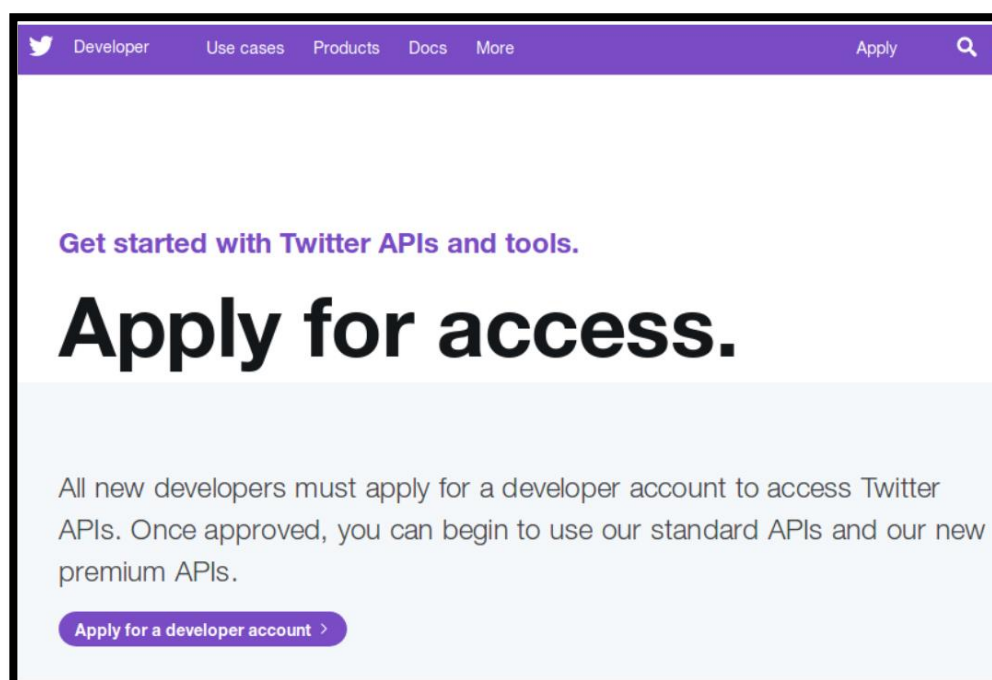 Developer Use cases Products Docs More Apply
Get started with Twitter APIs and tools.
Apply for access.
All new developers must apply for a developer account to access Twitter
APIs. Once approved, you can begin to use our standard APIs and our new
premium APIs.
Apply for a developer account >